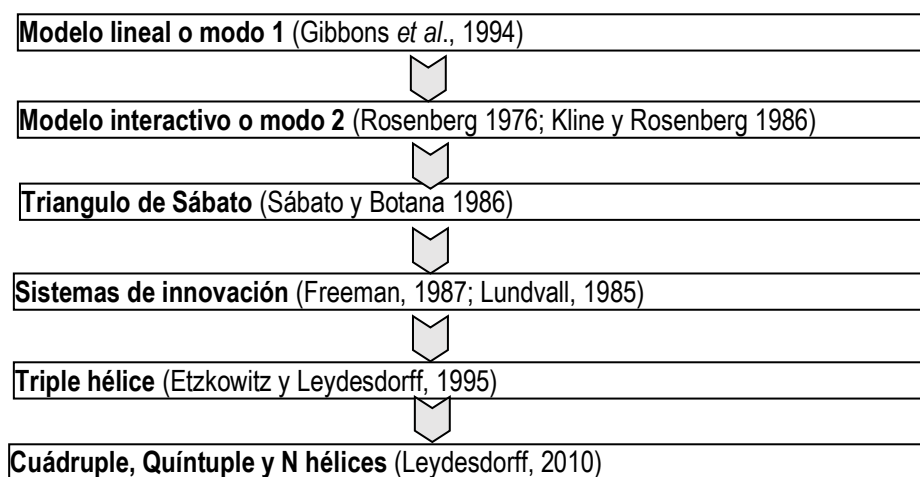 Modelo lineal o modo 1 (Gibbons et al., 1994)
Modelo interactivo o modo 2 (Rosenberg 1976; Kline y Rosenberg 1986)
Triangulo de Sábato (Sábato y Botana 1986)
Sistemas de innovación (Freeman, 1987; Lundvall, 1985)
Triple hélice (Etzkowitz y Leydesdorff, 1995)
Cuádruple, Quíntuple y N hélices (Leydesdorff, 2010)